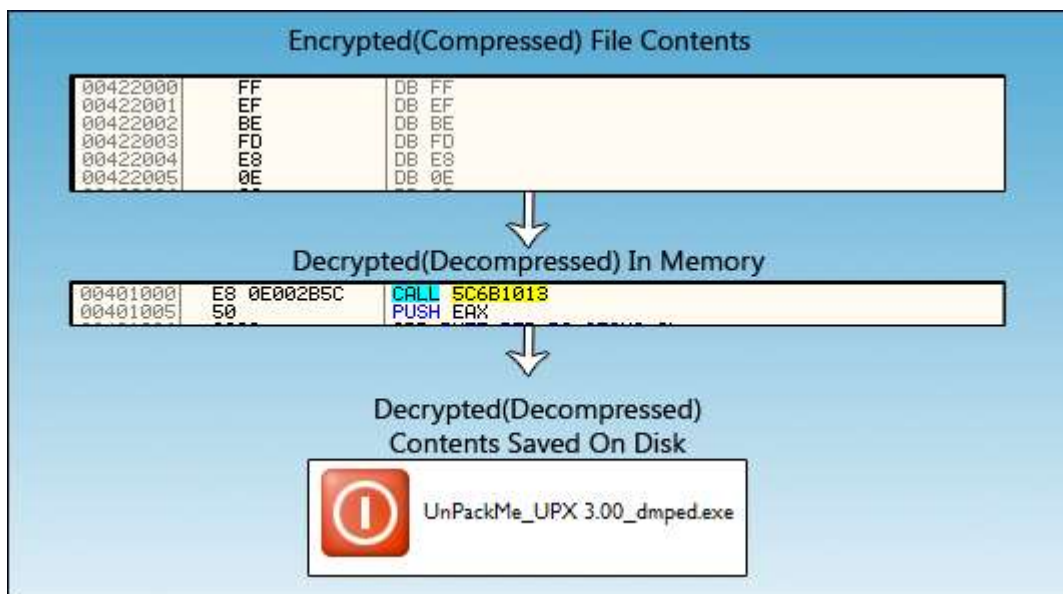 Encrypted(Compressed) File Contents
00422000 FF DB FF
00422001 EF DB EF
00422002 BE DB BE
00422003 FD DB FD
00422004 E8 DB E8
00422005 0E DB 0E
Decrypted(Decompressed) In Memory
00401000 E8 0E002B5C CALL 5C6B1013
00401005 50 PUSH EAX
Decrypted(Decompressed)
Contents Saved On Disk
UnPackMe_UPX 3.00_dmped.exe